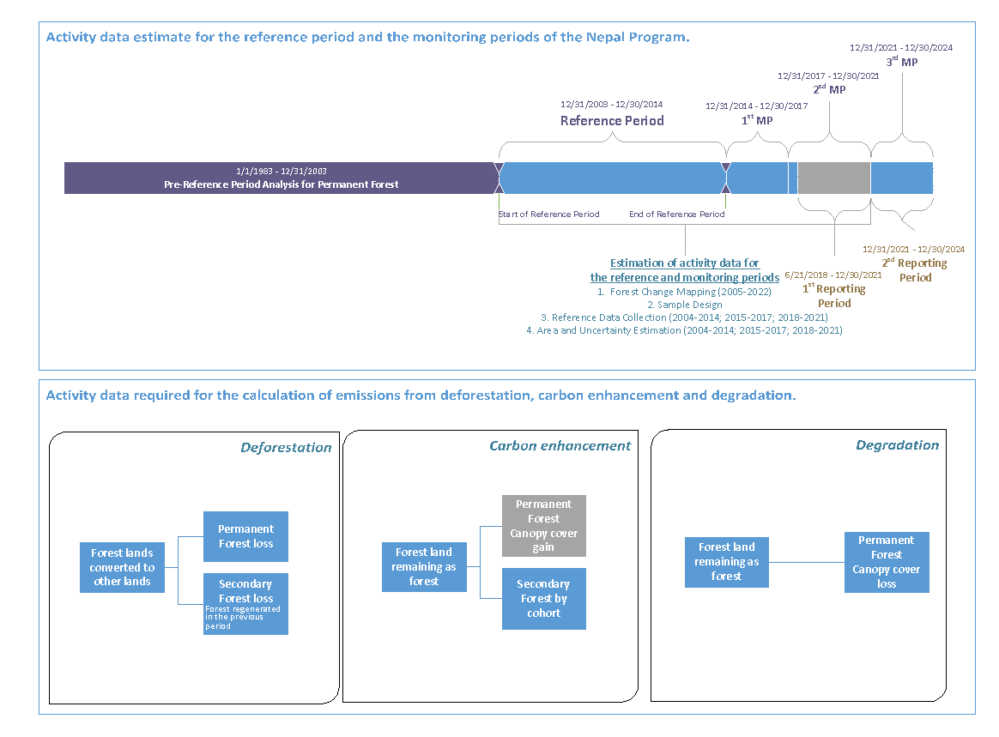 Activity data estimate for the reference period and the monitoring periods of the Nepal Program.
12/31/2021 - 12/30/2024
3rd MP
12/31/2017 - 12/30/2021
2sd MP
12/31/2003 - 12/30/2014
Reference Period
12/31/2014 - 12/30/2017
1st MP
1/1/1983 - 12/31/2003
Pre-Reference Period Analysis for Permanent Forest
Start of Reference Period
End of Reference Period
Estimation of activity data for
the reference and monitoring periods
1. Forest Change Mapping (2005-2022)
2. Sample Design
3. Reference Data Collection (2004-2014; 2015-2017; 2018-2021)
4. Area and Uncertainty Estimation (2004-2014; 2015-2017; 2018-2021)
6/21/2018 - 12/30/2021
1st Reporting
Period
12/31/2021 - 12/30/2024
2sd Reporting
Period
Activity data required for the calculation of emissions from deforestation, carbon enhancement and degradation.
Deforestation
Forest lands
converted to
other lands
Permanent
Forest loss
Secondary
Forest loss
Forest regenerated
in the previous
period
Carbon enhancement
Forest land
remaining as
forest
Permanent
Forest
Canopy cover
gain
Secondary
Forest by
cohort
Degradation
Forest land
remaining as
forest
Permanent
Forest
Canopy cover
loss